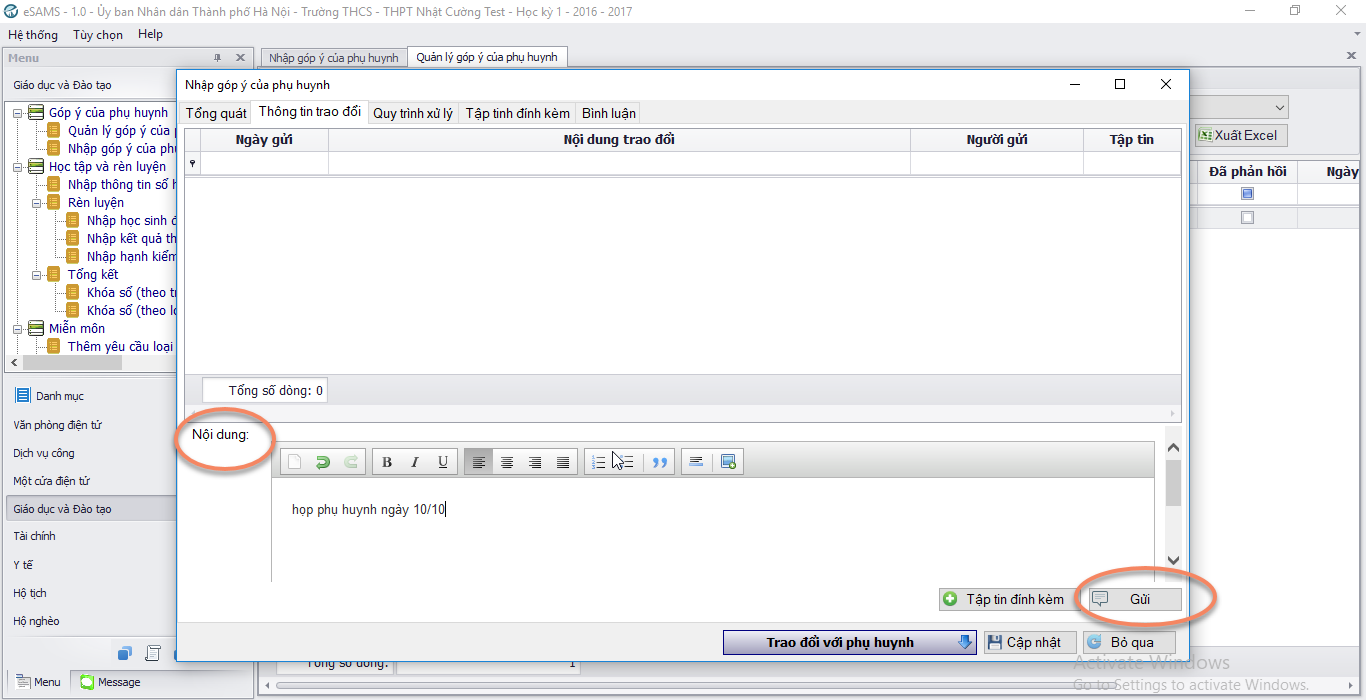 eSAMS - 1.0 - Ủy ban Nhân dân Thành phố Hà Nội - Trường THCS - THPT Nhật Cường Test - Học kỳ 1 - 2016 - 2017
Hệ thống Tùy chọn Help
Menu
Nhập góp ý của phụ huynh
Quản lý góp ý của phụ huynh
Giáo dục và Đào tạo
Góp ý của phụ huynh
Quản lý góp ý của
Nhập góp ý của
Học tập và rèn luyện
Nhập thông tin sổ
Rèn luyện
Nhập học sinh
Nhập kết quả
Nhập hạnh kiểm
Tổng kết
Khóa sổ (theo
Khóa sổ (theo
Miễn môn
Thêm yêu cầu loại
Danh mục
Văn phòng điện tử
Dịch vụ công
Một cửa điện tử
Giáo dục và Đào tạo
Tài chính
Y tế
Hộ tịch
Hộ nghèo
Menu Message
Nhập góp ý của phụ huynh
Tổng quát Thông tin trao đổi Quy trình xử lý Tập tinh đính kèm Bình luận
Ngày gửi Nội dung trao đổi Người gửi Tập tin
Tổng số dòng: 0
Nội dung:
B I U
họp phụ huynh ngày 10/10
Tập tin đính kèm Gửi
Trao đổi với phụ huynh Cập nhật Bỏ qua
Xuất Excel
Đã phản hồi Ngày
Tổng số dòng: 1
Activate Windows
Go to Settings to activate Windows.